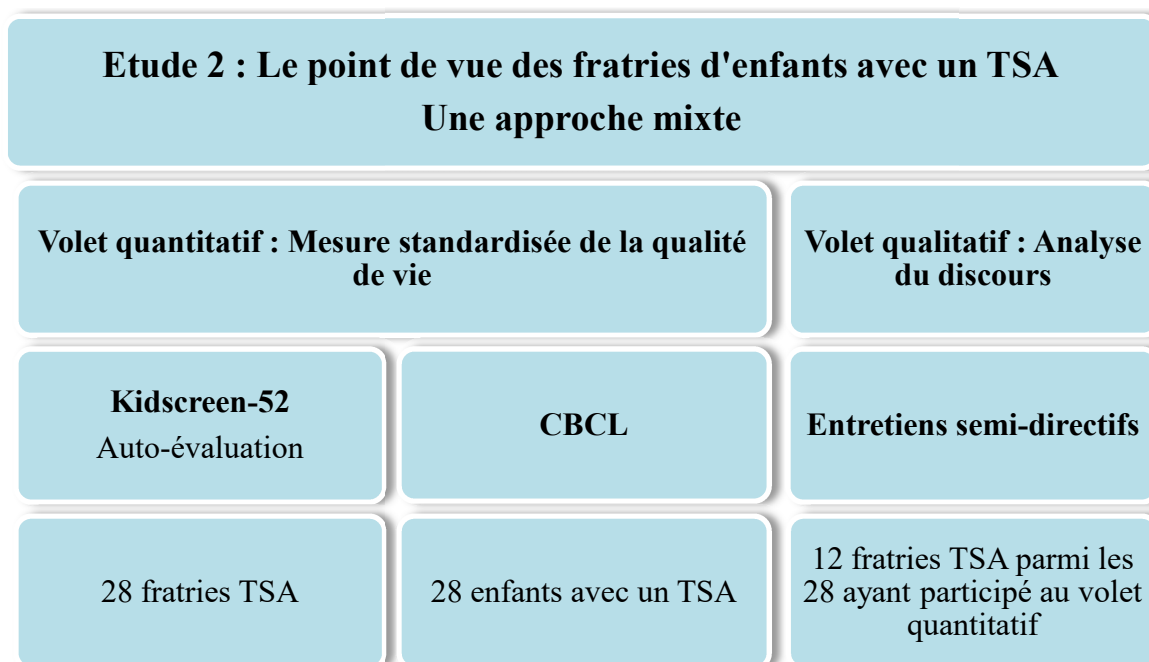 Etude 2 : Le point de vue des fratries d'enfants avec un TSA
Une approche mixte
Volet quantitatif : Mesure standardisée de la qualité
de vie
Volet qualitatif : Analyse
du discours
Kidscreen-52
Auto-évaluation
CBCL
Entretiens semi-directifs
28 fratries TSA
28 enfants avec un TSA
12 fratries TSA parmi les
28 ayant participé au volet
quantitatif